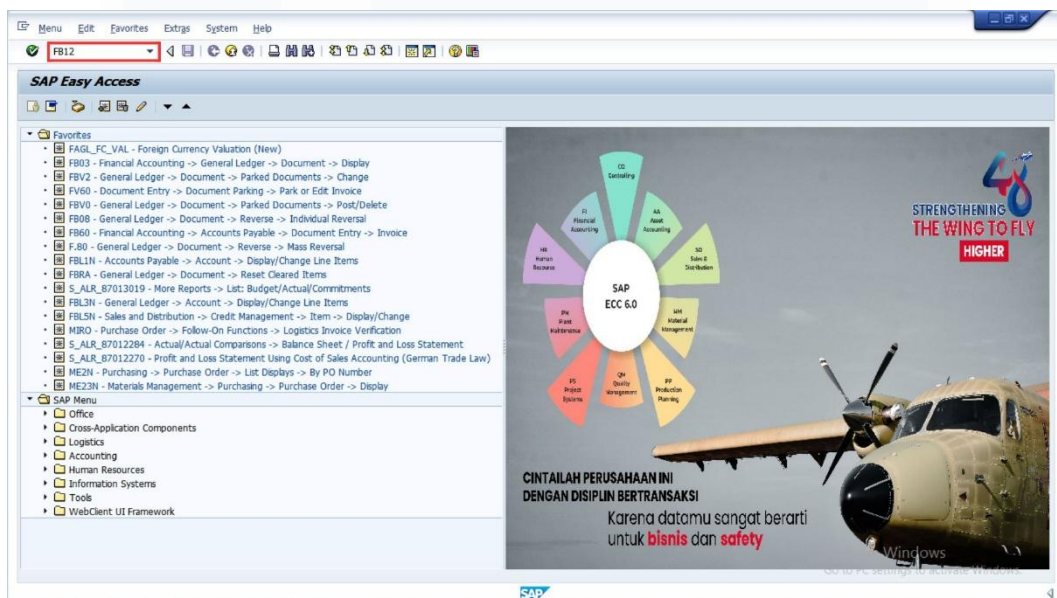 Menu Edit Favorites Extras System Help
FB12
SAP Easy Access
Favorites
FAGL_FC_VAL - Foreign Currency Valuation (New)
FB03 - Financial Accounting -> General Ledger -> Document -> Display
FBV2 - General Ledger -> Document -> Parked Documents -> Change
FV60 - Document Entry -> Document Parking -> Park or Edit Invoice
FBV0 - General Ledger -> Document -> Parked Documents -> Post/Delete
FB08 - General Ledger -> Document -> Reverse -> Individual Reversal
FB60 - Financial Accounting -> Accounts Payable -> Document Entry -> Invoice
F.80 - General Ledger -> Document -> Reverse -> Mass Reversal
FBL1N - Accounts Payable -> Account -> Display/Change Line Items
FBRA - General Ledger -> Document -> Reset Cleared Items
S_ALR_87013019 - More Reports -> List: Budget/Actual/Commitments
FBL3N - General Ledger -> Account -> Display/Change Line Items
FBL5N - Sales and Distribution -> Credit Management -> Item -> Display/Change
MIRO - Purchase Order -> Follow-On Functions -> Logistics Invoice Verification
S_ALR_87012284 - Actual/Actual Comparisons -> Balance Sheet / Profit and Loss Statement
S_ALR_87012270 - Profit and Loss Statement Using Cost of Sales Accounting (German Trade Law)
ME2N - Purchasing -> Purchase Order -> List Displays -> By PO Number
ME23N - Materials Management -> Purchasing -> Purchase Order -> Display
SAP Menu
Office
Cross-Application Components
Logistics
Accounting
Human Resources
Information Systems
Tools
WebClient UI Framework
CO
Controlling
FI
Financial
Accounting
AA
Asset
Accounting
HR
Human
Resource
SD
Sales &
Distribution
SAP
ECC 6.0
PM
Plant
Maintenance
MM
Material
Management
PS
Project
Systems
QM
Quality
Management
PP
Production
Planning
48
STRENGTHENING
THE WING TO FLY
HIGHER
CINTAILAH PERUSAHAAN INI
DENGAN DISIPLIN BERTRANSAKSI
Karena datamu sangat berarti
untuk bisnis dan safety
Windows
Go to PC settings to activate Windows.
SAP